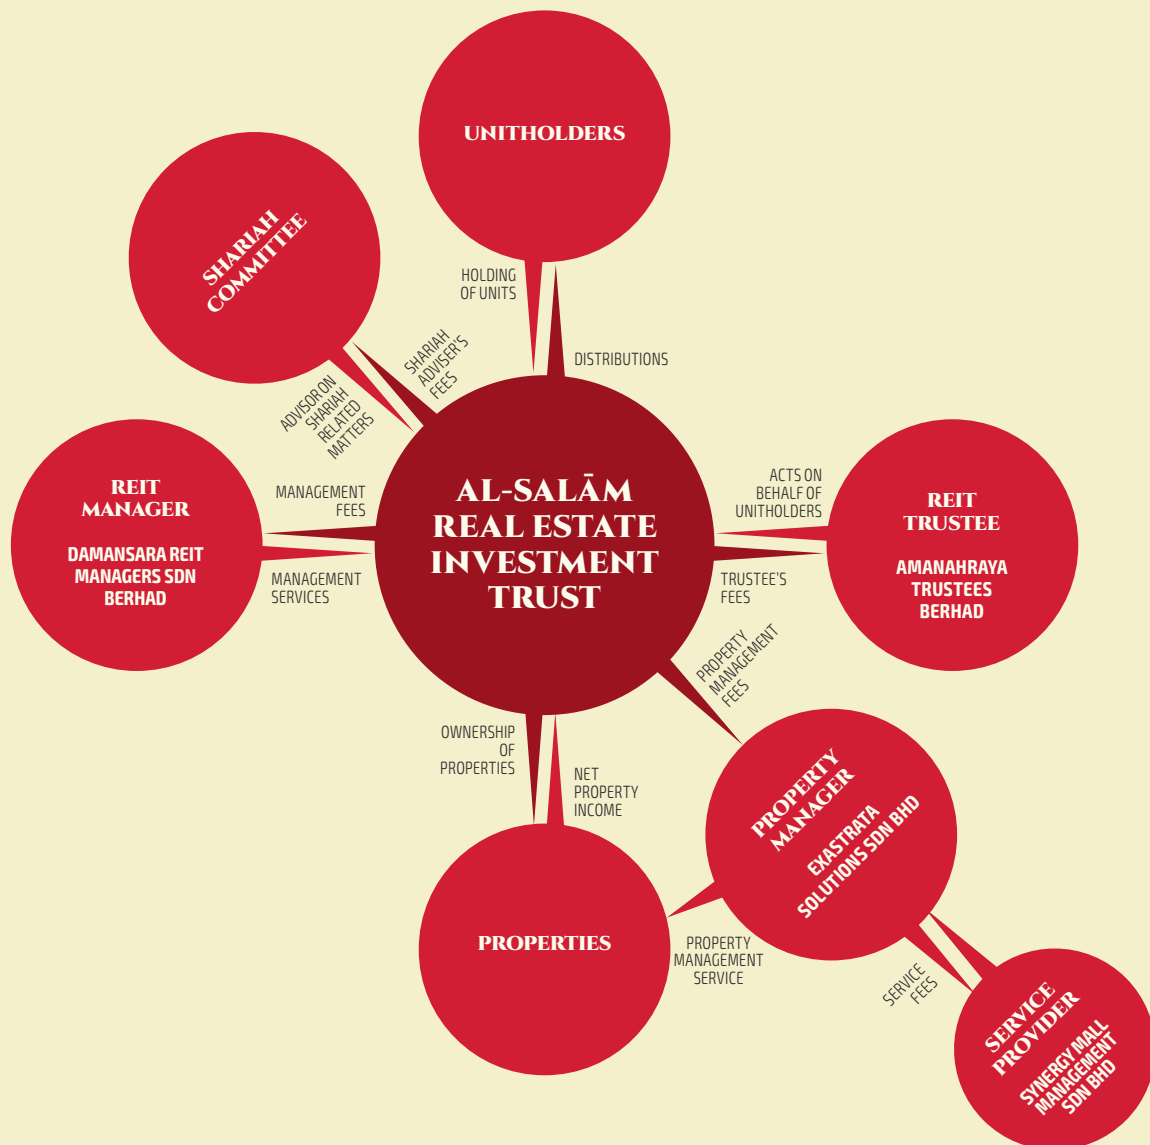 UNITHOLDERS
SHARIAH
COMMITTEE
HOLDING
OF UNITS
DISTRIBUTIONS
SHARIAH
ADVISER'S
FEES
ADVISOR ON
SHARIAH
RELATED
MATTERS
REIT
MANAGER
DAMANSARA REIT
MANAGERS SDN
BERHAD
MANAGEMENT
FEES
MANAGEMENT
SERVICES
AL-SALĀM
REAL ESTATE
INVESTMENT
TRUST
ACTS ON
BEHALF OF
UNITHOLDERS
TRUSTEE'S
FEES
REIT
TRUSTEE
AMANAHRAYA
TRUSTEES
BERHAD
PROPERTY
MANAGEMENT
FEES
OWNERSHIP
OF
PROPERTIES
NET
PROPERTY
INCOME
PROPERTY
MANAGER
EXASTRATA
SOLUTIONS SDN BHD
PROPERTIES
PROPERTY
MANAGEMENT
SERVICE
SERVICE
FEES
SERVICE
PROVIDER
SYNERGY MALL
MANAGEMENT
SDN BHD